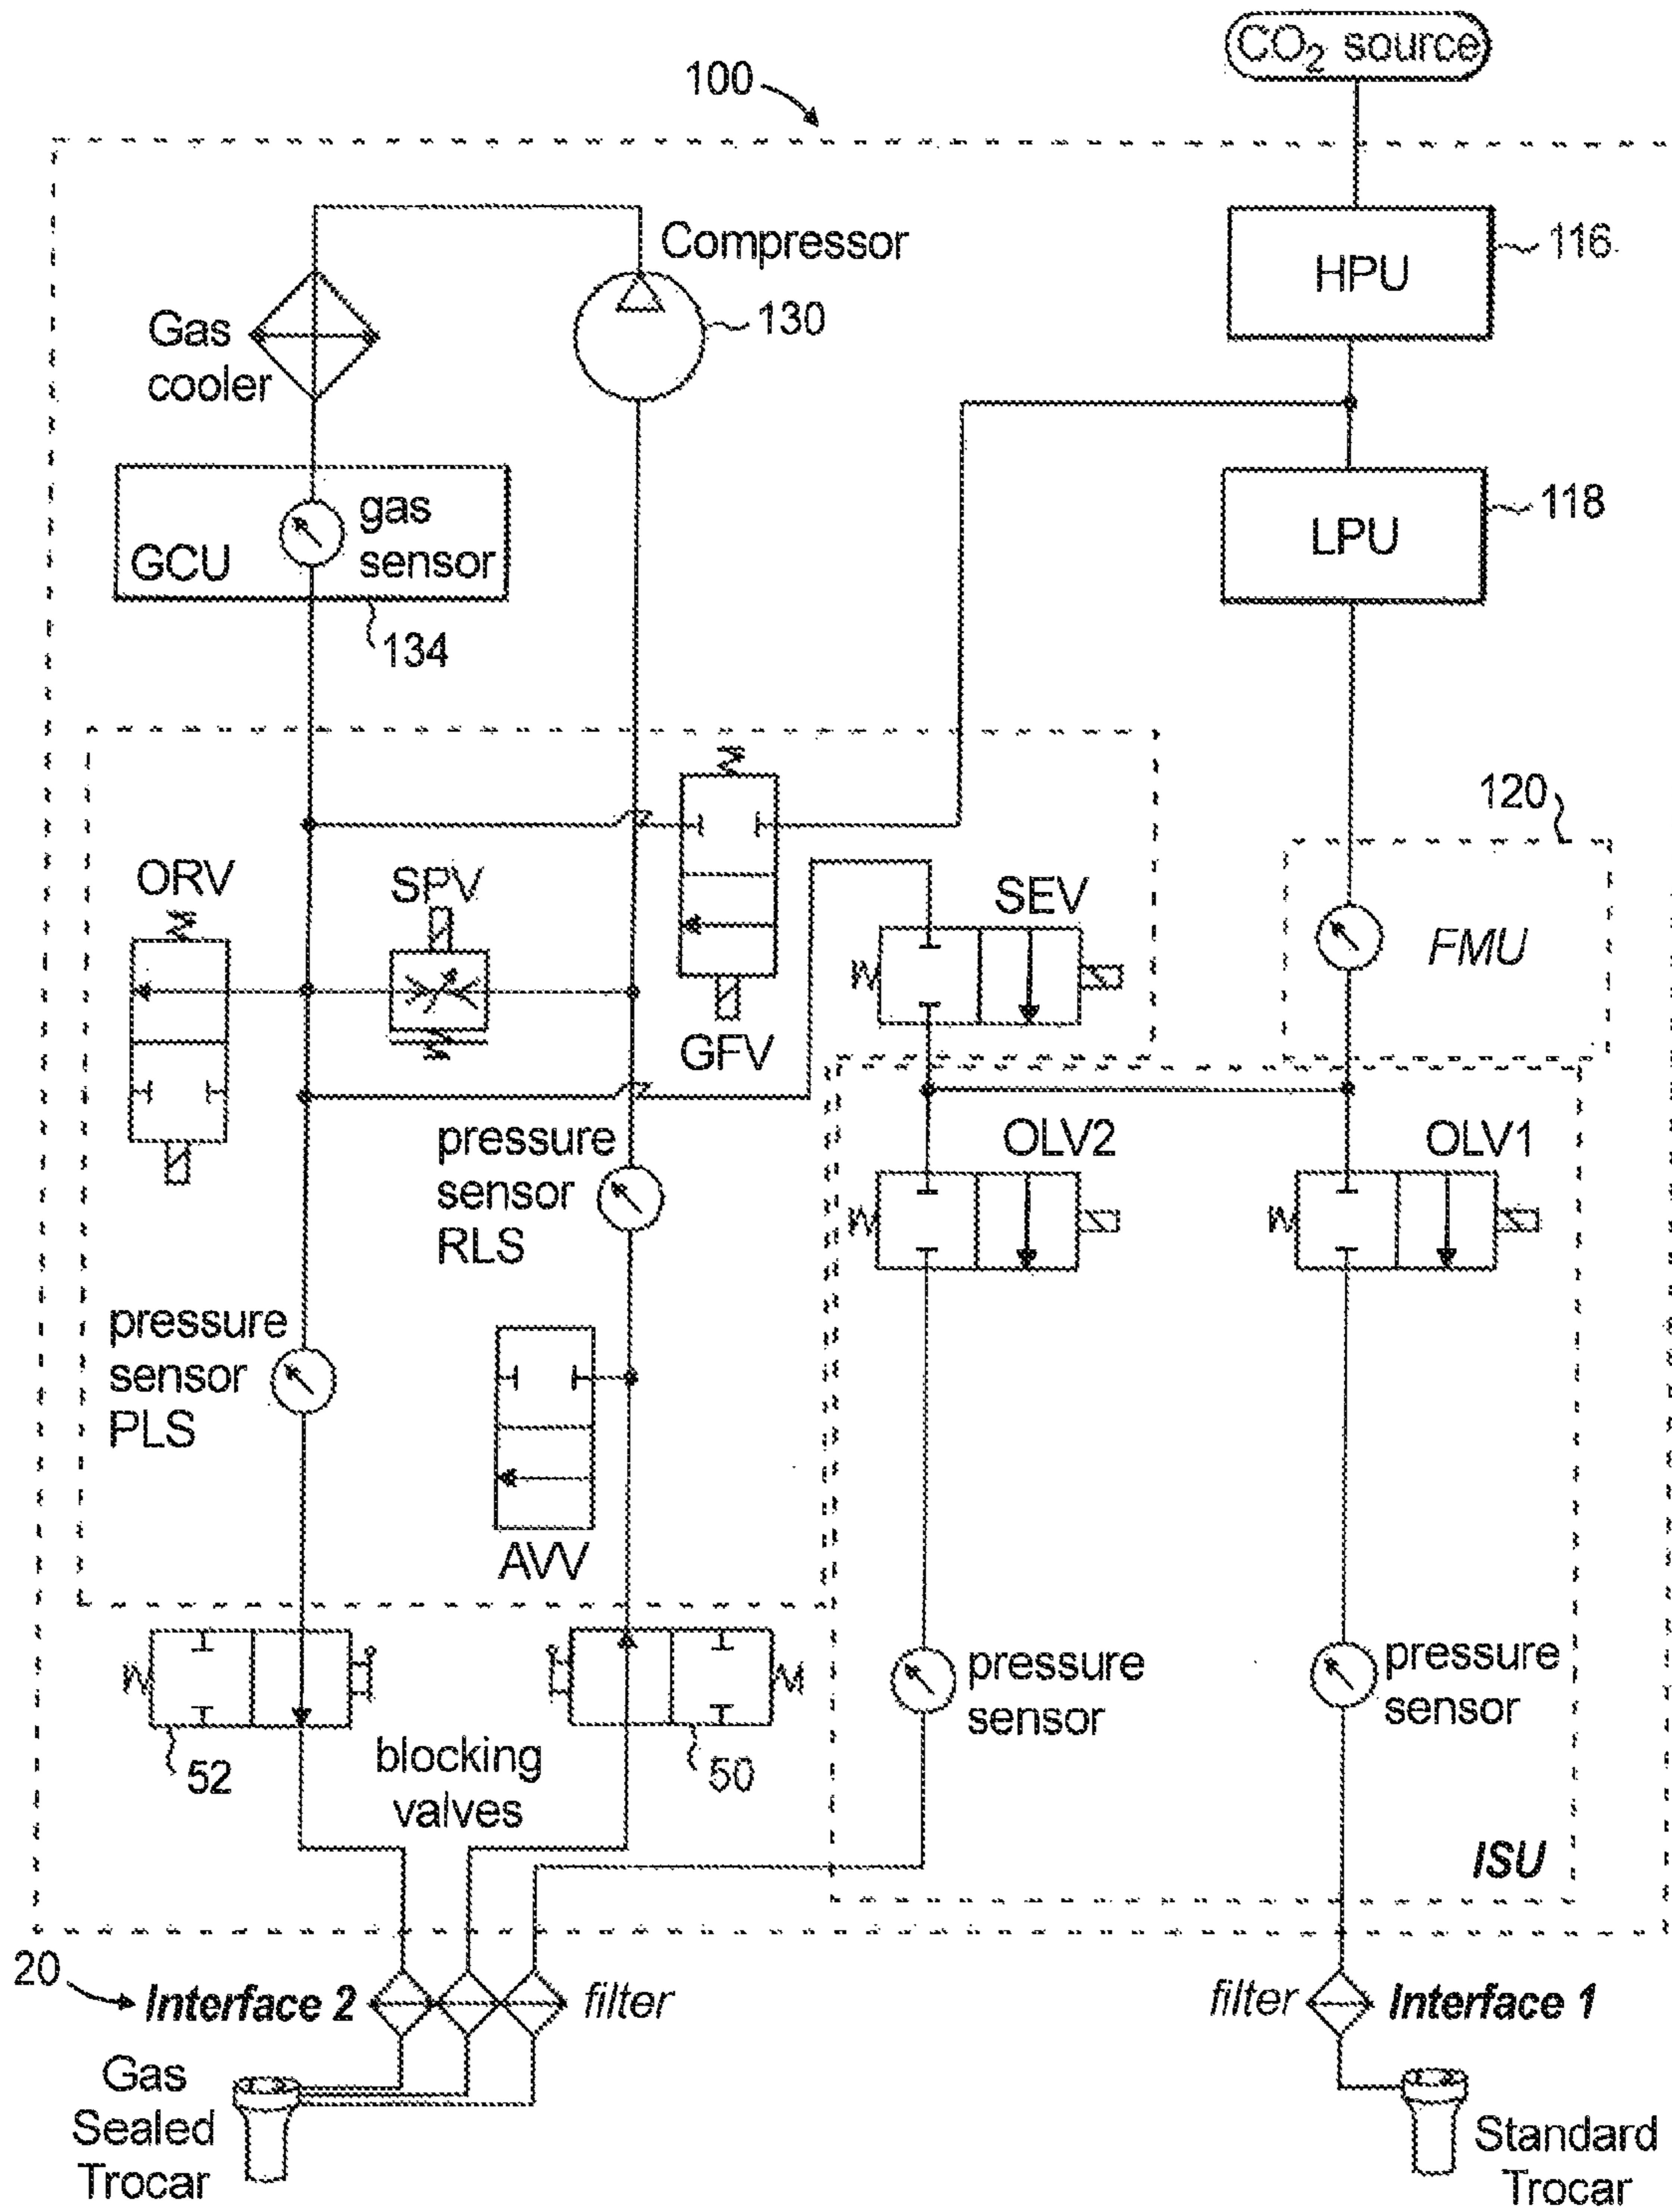 CO2 source
100
HPU
116
Compressor
130
Gas
cooler
LPU
118
gas
sensor
GCU
134
120
ORV
SPV
SEV
FMU
GFV
OLV2
OLV1
pressure
sensor
RLS
pressure
sensor
PLS
AVV
52
blocking
valves
50
pressure
sensor
pressure
sensor
ISU
20
Interface 2
filter
filter
Interface 1
Gas
Sealed
Trocar
Standard
Trocar